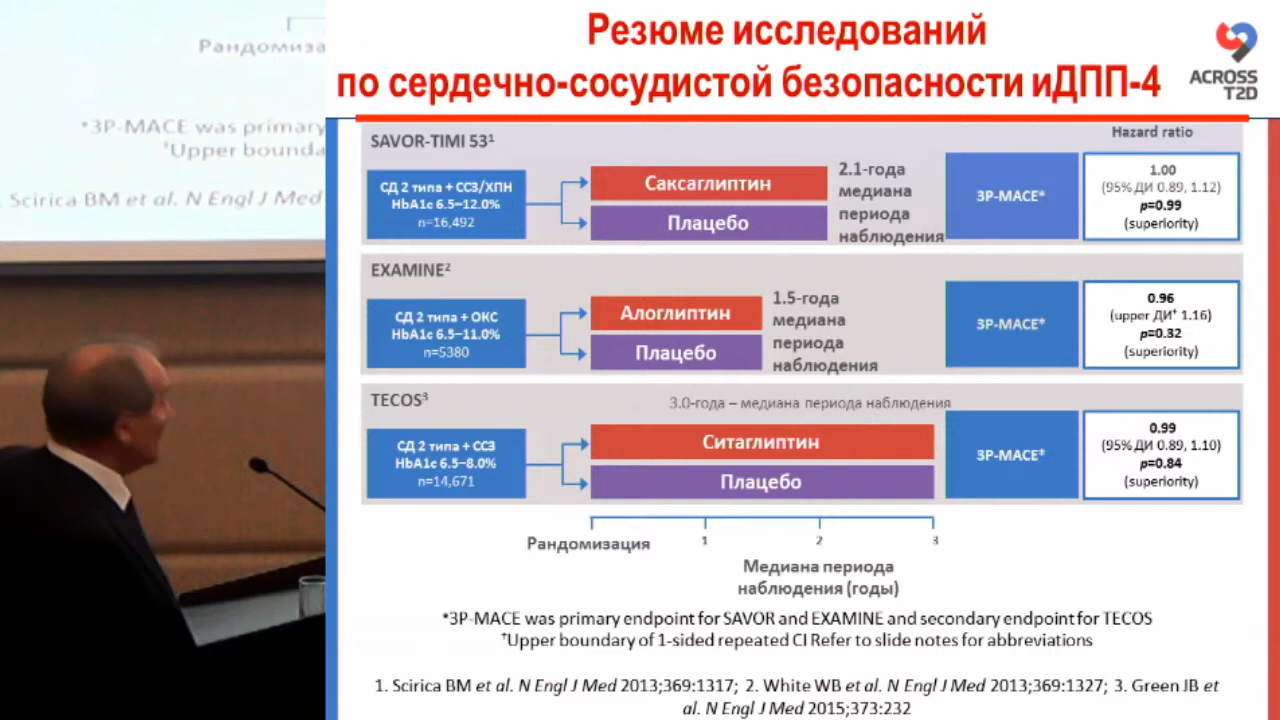 Рандомиза
*3P-MACE was primary
†Upper bounda
. Scirica BM et al. N Engl J Med
Резюме исследований
по сердечно-сосудистой безопасности иДПП-4
ACROSS
T2D
Hazard ratio
SAVOR-TIMI 53¹
СД 2 типа + ССЗ/ХПН
HbA1c 6.5–12.0%
n=16,492
Саксаглиптин
Плацебо
2.1-года
медиана
периода
наблюдения
3P-MACE*
1.00
(95% ДИ 0.89, 1.12)
p=0.99
(superiority)
EXAMINE²
СД 2 типа + ОКС
HbA1c 6.5–11.0%
n=5380
Алоглиптин
Плацебо
1.5-года
медиана
периода
наблюдения
3P-MACE*
0.96
(upper ДИ† 1.16)
p=0.32
(superiority)
TECOS³
3.0-года – медиана периода наблюдения
СД 2 типа + ССЗ
HbA1c 6.5–8.0%
n=14,671
Ситаглиптин
Плацебо
3P-MACE*
0.99
(95% ДИ 0.89, 1.10)
p=0.84
(superiority)
Рандомизация
1
2
3
Медиана периода
наблюдения (годы)
*3P-MACE was primary endpoint for SAVOR and EXAMINE and secondary endpoint for TECOS
†Upper boundary of 1-sided repeated CI Refer to slide notes for abbreviations
1. Scirica BM et al. N Engl J Med 2013;369:1317; 2. White WB et al. N Engl J Med 2013;369:1327; 3. Green JB et
al. N Engl J Med 2015;373:232